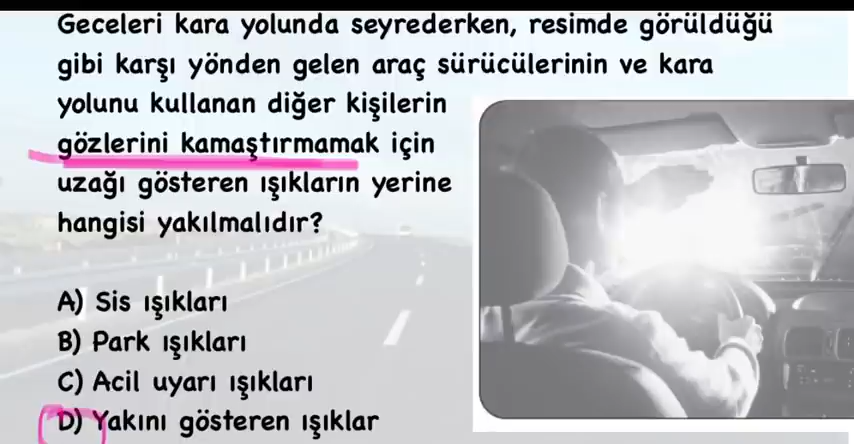 Geceleri kara yolunda seyrederken, resimde görüldüğü
gibi karşı yönden gelen araç sürücülerinin ve kara
yolunu kullanan diğer kişilerin
gözlerini kamaştırmamak için
uzağı gösteren ışıkların yerine
hangisi yakılmalıdır?
A) Sis ışıkları
B) Park ışıkları
C) Acil uyarı ışıkları
D) Yakını gösteren ışıklar